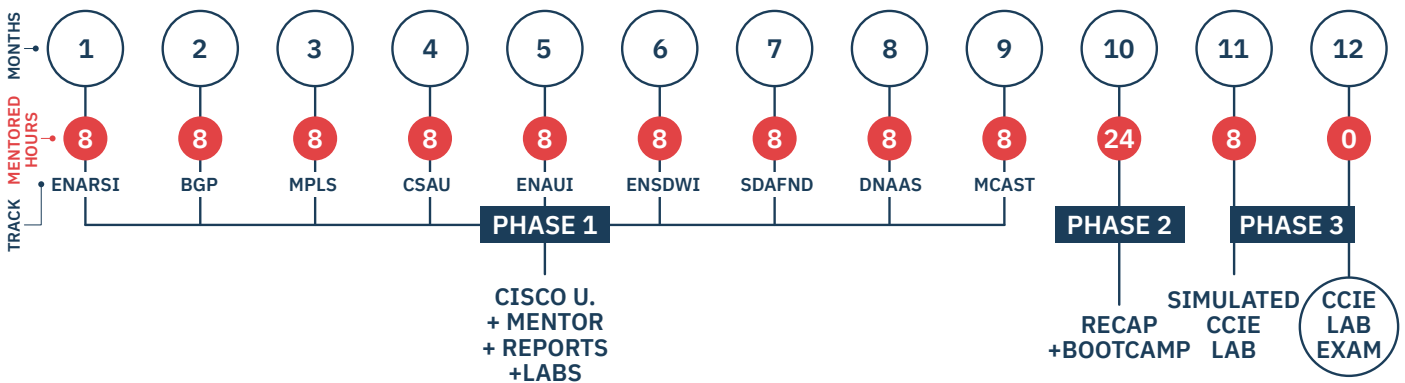 MONTHS
1 2 3 4 5 6 7 8 9 10 11 12
MENTORED
HOURS
8 8 8 8 8 8 8 8 8 24 8 0
TRACK
ENARSI BGP MPLS CSAU ENAUI ENSDWI SDAFND DNAAS MCAST
PHASE 1
PHASE 2
PHASE 3
CISCO U.
+ MENTOR
+ REPORTS
+LABS
RECAP
+BOOTCAMP
SIMULATED
CCIE
LAB
CCIE
LAB
EXAM